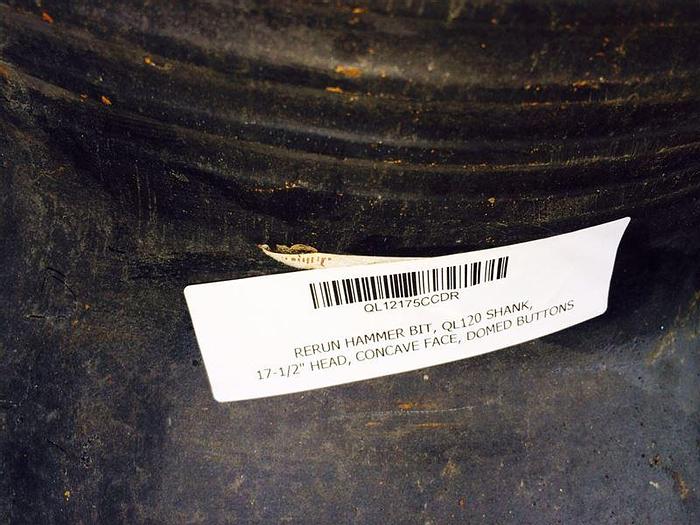 QL12175CCDR
RERUN HAMMER BIT, QL120 SHANK,
17-1/2" HEAD, CONCAVE FACE, DOMED BUTTONS